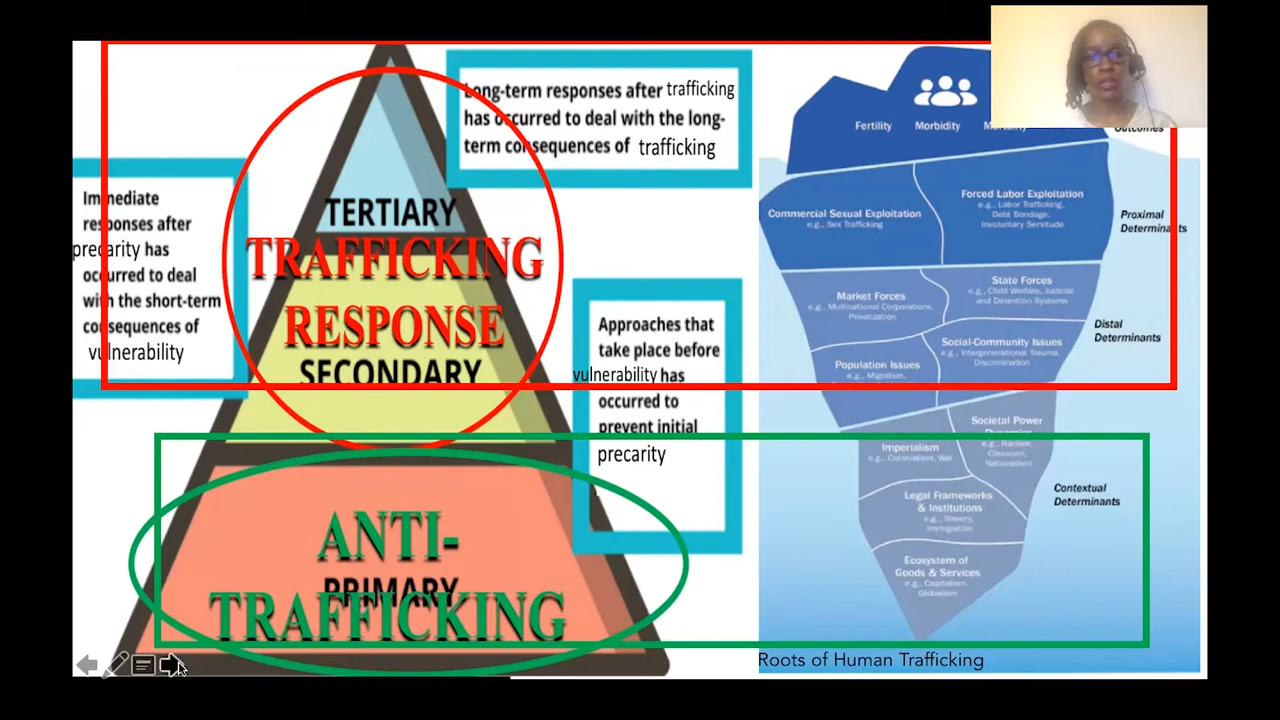 Long-term responses after trafficking
has occurred to deal with the long-
term consequences of trafficking
Immediate
responses after
precarity has
occurred to deal
with the short-term
consequences of
vulnerability
TERTIARY
TRAFFICKING
RESPONSE
SECONDARY
Approaches that
take place before
vulnerability has
occurred to
prevent initial
precarity
ANTI-
PRIMARY
TRAFFICKING
Fertility Morbidity Mortality
Outcomes
Commercial Sexual Exploitation
e.g., Sex Trafficking
Forced Labor Exploitation
e.g., Labor Trafficking,
Debt Bondage,
Involuntary Servitude
Proximal
Determinants
Market Forces
e.g., Multinational Corporations,
Privatization
State Forces
e.g., Child Welfare, Judicial
and Detention Systems
Population Issues
e.g., Migration,
Social-Community Issues
e.g., Intergenerational Trauma,
Discrimination
Distal
Determinants
Imperialism
e.g., Colonialism, War
Societal Power
Dynamics
e.g., Racism,
Classism,
Nationalism
Legal Frameworks
& Institutions
e.g., Slavery,
Immigration
Ecosystem of
Goods & Services
e.g., Capitalism,
Globalism
Contextual
Determinants
Roots of Human Trafficking